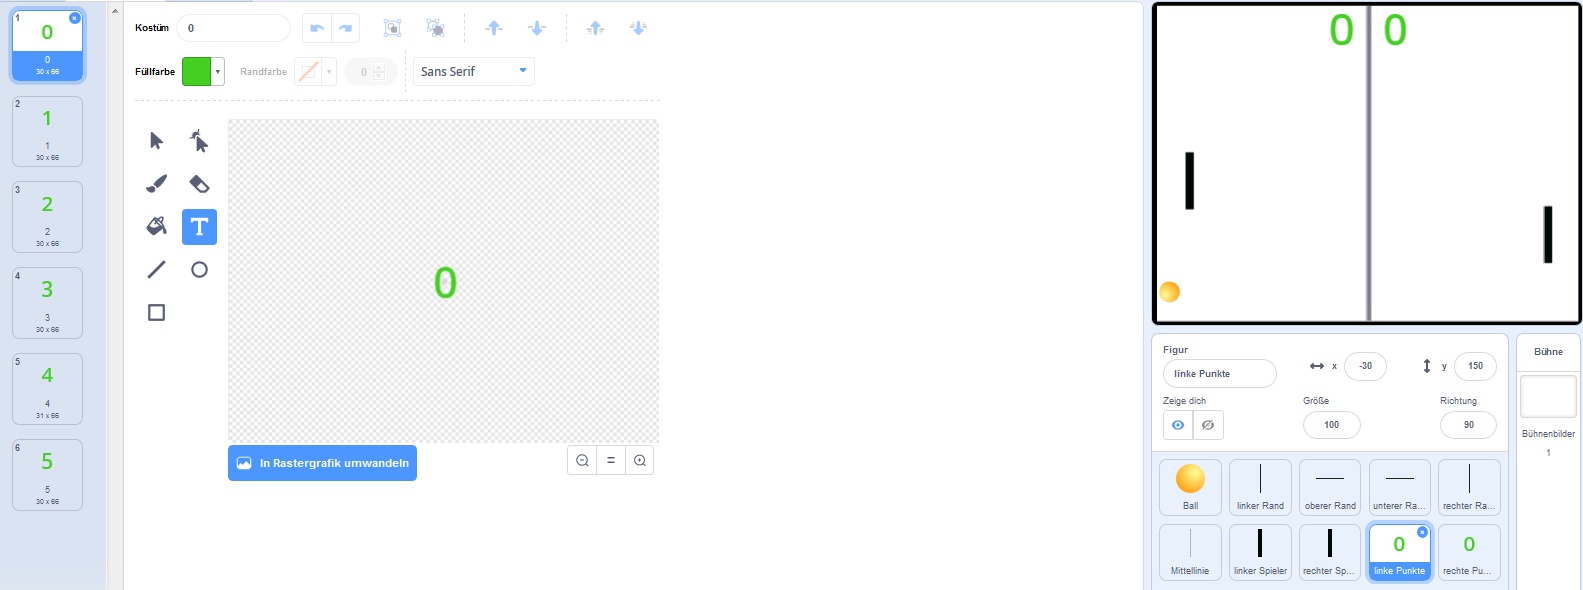 1
0
0
30 x 66
2
1
1
30 x 66
3
2
2
30 x 66
4
3
3
30 x 66
5
4
4
31 x 66
6
5
5
30 x 66
Kostüm 0
Füllfarbe Randfarbe 0 Sans Serif
T
0
In Rastergrafik umwandeln
=
0 0
Figur
linke Punkte
x -30
y 150
Zeige dich
Größe
100
Richtung
90
Ball
linker Rand
oberer Rand
unterer Ra...
rechter Ra...
Mittellinie
linker Spieler
rechter Sp...
0
linke Punkte
0
rechte Pu...
Bühne
Bühnenbilder
1